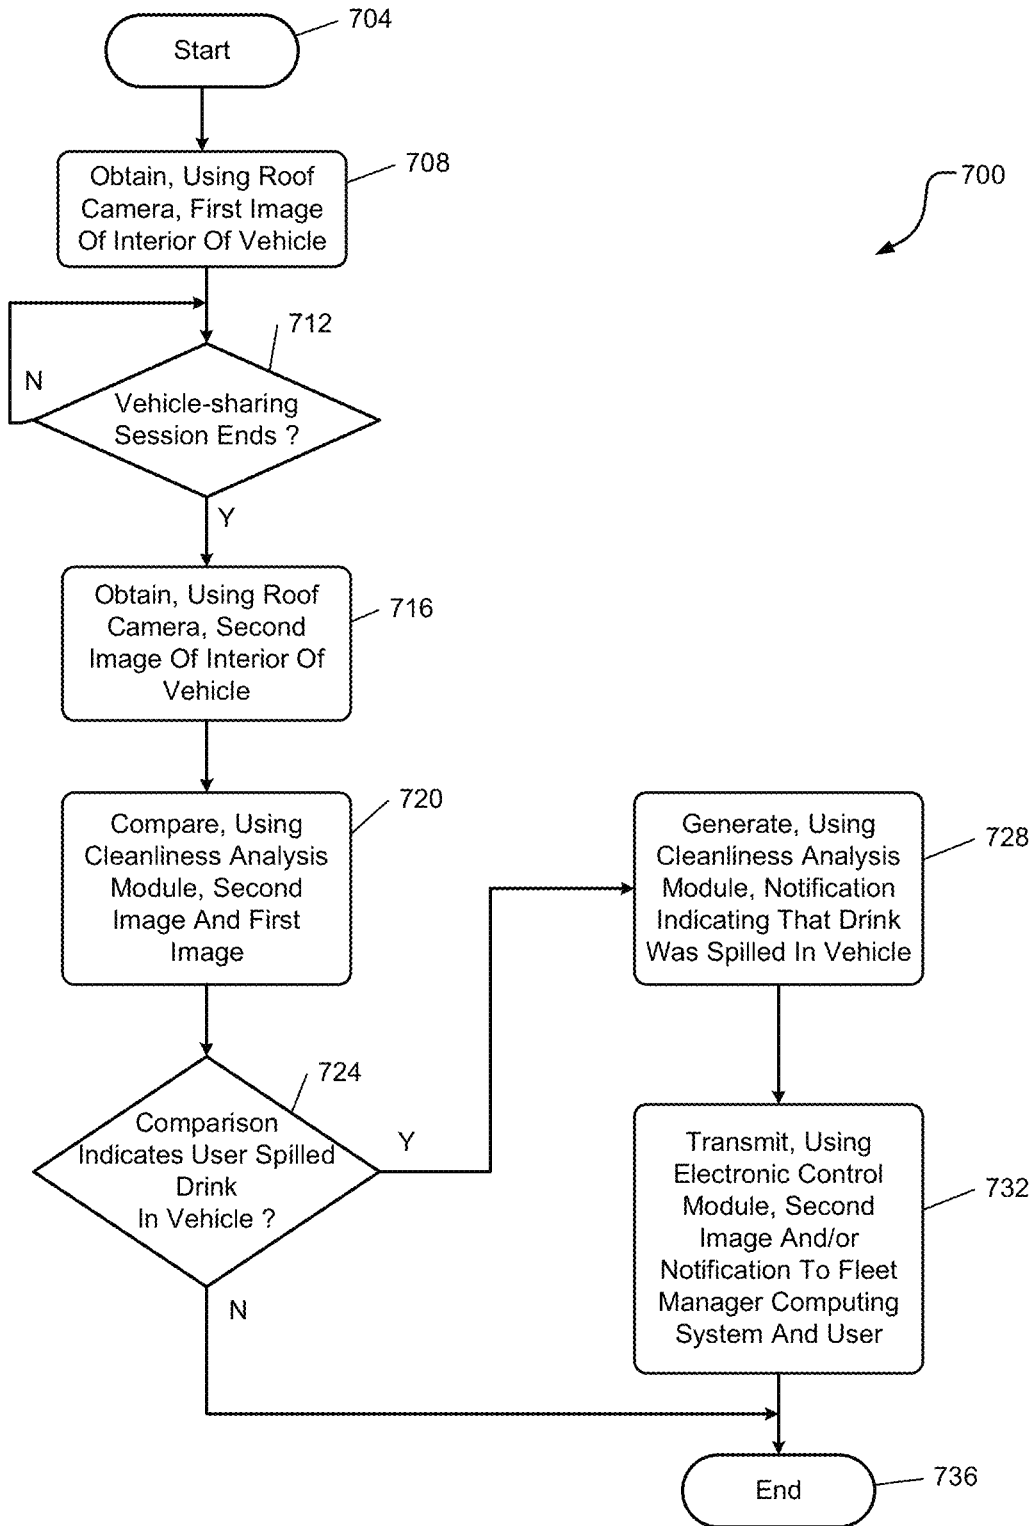 704
Start
708
Obtain, Using Roof
Camera, First Image
Of Interior Of Vehicle
700
712
N
Vehicle-sharing
Session Ends ?
Y
Obtain, Using Roof
Camera, Second
Image Of Interior Of
Vehicle
716
720
Compare, Using
Cleanliness Analysis
Module, Second
Image And First
Image
724
Comparison
Indicates User Spilled
Drink
In Vehicle ?
Y
N
Generate, Using
Cleanliness Analysis
Module, Notification
Indicating That Drink
Was Spilled In Vehicle
728
Transmit, Using
Electronic Control
Module, Second
Image And/or
Notification To Fleet
Manager Computing
System And User
732
End
736